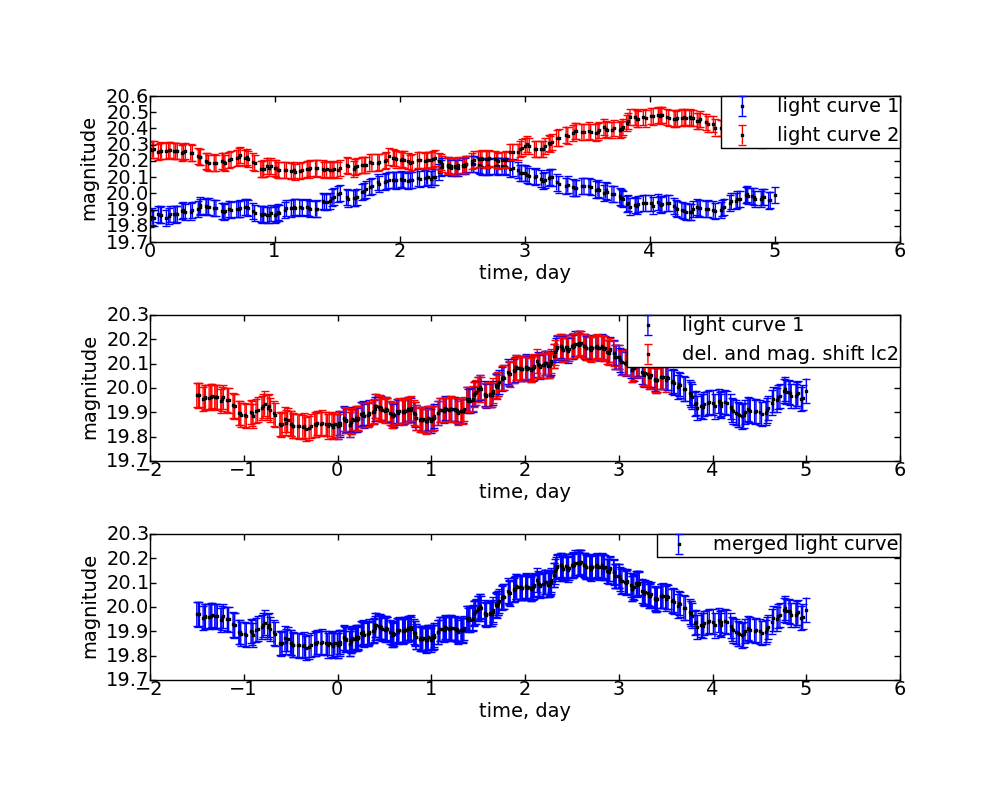 20.6
20.5
20.4
20.3
20.2
20.1
20.0
19.9
19.8
19.7
magnitude
light curve 1
light curve 2
0 1 2 3 4 5 6
time, day
20.3
20.2
20.1
20.0
19.9
19.8
19.7
magnitude
light curve 1
del. and mag. shift lc2
−2 −1 0 1 2 3 4 5 6
time, day
20.3
20.2
20.1
20.0
19.9
19.8
19.7
magnitude
merged light curve
−2 −1 0 1 2 3 4 5 6
time, day